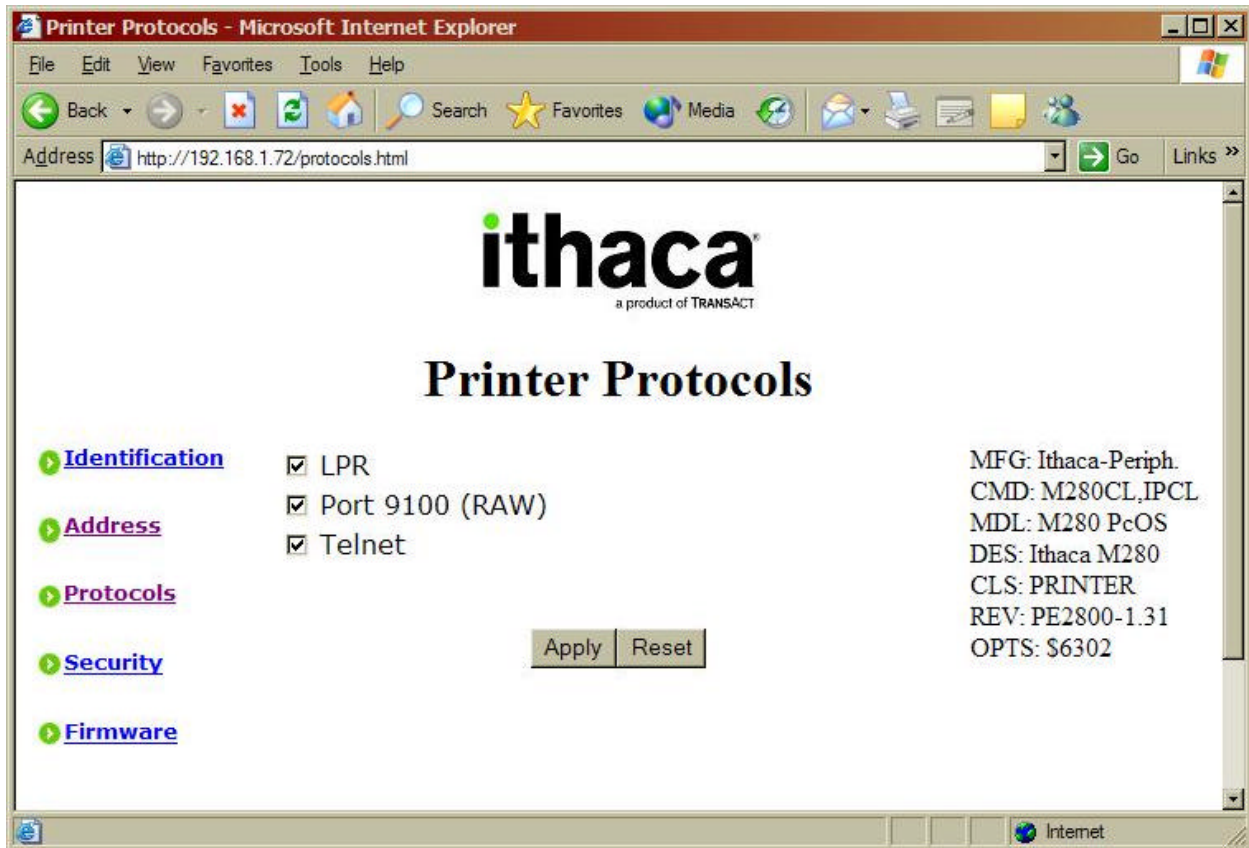 Printer Protocols - Microsoft Internet Explorer
File Edit View Favorites Tools Help
Back Search Favorites Media
Address http://192.168.1.72/protocols.html Go Links »
ithaca®
a product of TRANSACT
Printer Protocols
Identification
Address
Protocols
Security
Firmware
LPR
Port 9100 (RAW)
Telnet
Apply Reset
MFG: Ithaca-Periph.
CMD: M280CL,IPCL
MDL: M280 PcOS
DES: Ithaca M280
CLS: PRINTER
REV: PE2800-1.31
OPTS: $6302
Internet